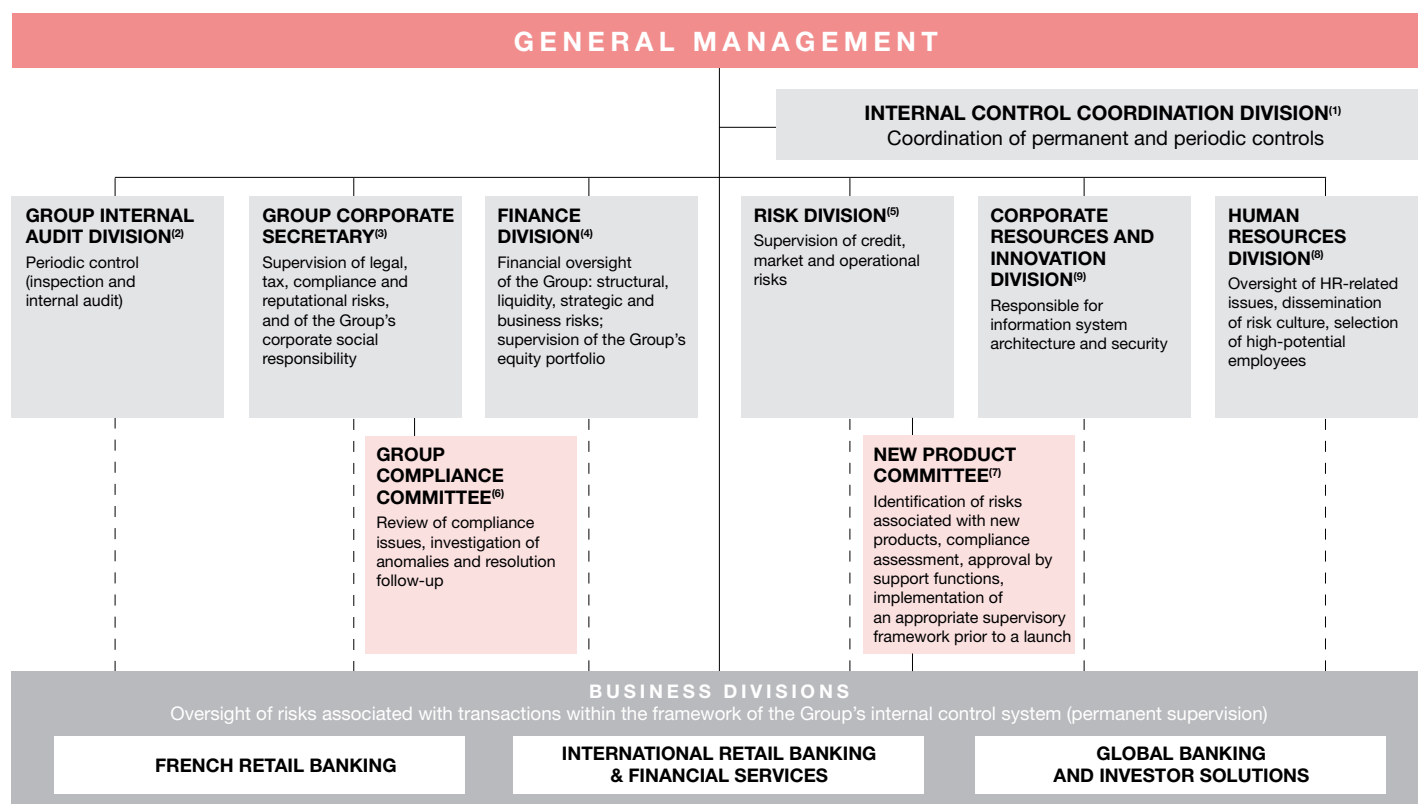 GENERAL MANAGEMENT
INTERNAL CONTROL COORDINATION DIVISION(1)
Coordination of permanent and periodic controls
GROUP INTERNAL
AUDIT DIVISION(2)
Periodic control
(inspection and
internal audit)
GROUP CORPORATE
SECRETARY(3)
Supervision of legal,
tax, compliance and
reputational risks,
and of the Group’s
corporate social
responsibility
FINANCE
DIVISION(4)
Financial oversight
of the Group: structural,
liquidity, strategic and
business risks;
supervision of the Group’s
equity portfolio
RISK DIVISION(5)
Supervision of credit,
market and operational
risks
CORPORATE
RESOURCES AND
INNOVATION
DIVISION(9)
Responsible for
information system
architecture and security
HUMAN
RESOURCES
DIVISION(8)
Oversight of HR-related
issues, dissemination
of risk culture, selection
of high-potential
employees
GROUP
COMPLIANCE
COMMITTEE(6)
Review of compliance
issues, investigation of
anomalies and resolution
follow-up
NEW PRODUCT
COMMITTEE(7)
Identification of risks
associated with new
products, compliance
assessment, approval by
support functions,
implementation of
an appropriate supervisory
framework prior to a launch
BUSINESS DIVISIONS
Oversight of risks associated with transactions within the framework of the Group’s internal control system (permanent supervision)
FRENCH RETAIL BANKING
INTERNATIONAL RETAIL BANKING
& FINANCIAL SERVICES
GLOBAL BANKING
AND INVESTOR SOLUTIONS